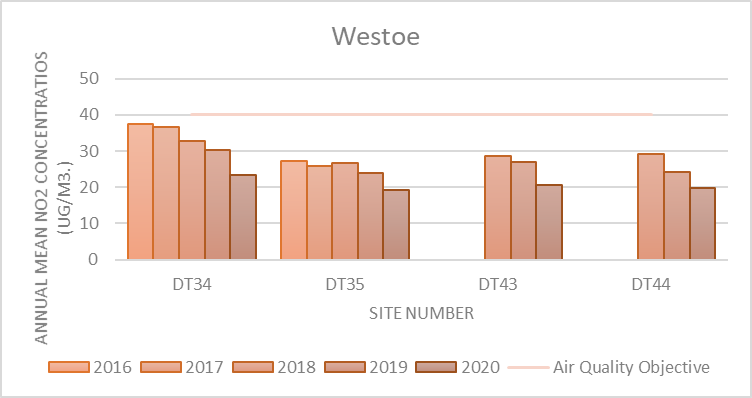 Westoe
ANNUAL MEAN NO2 CONCENTRATIOS
(UG/M3.)
50
40
30
20
10
0
DT34 DT35 DT43 DT44
SITE NUMBER
2016 2017 2018 2019 2020 Air Quality Objective